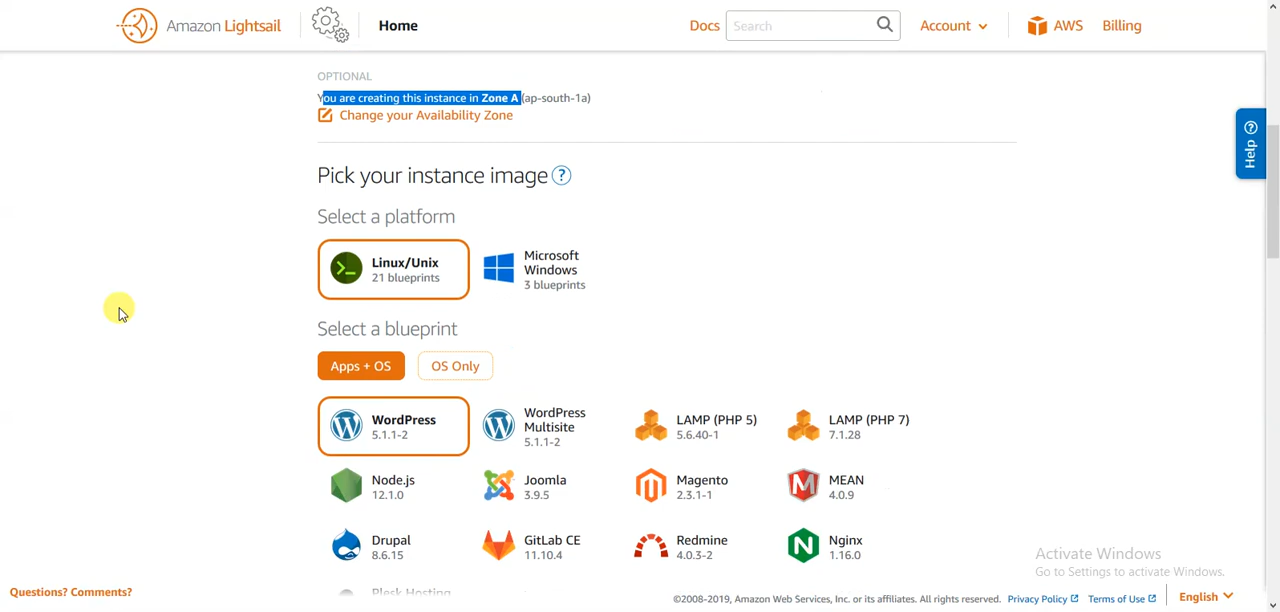 Amazon Lightsail
Home
Docs
Search
Account
AWS
Billing
OPTIONAL
You are creating this instance in Zone A (ap-south-1a)
Change your Availability Zone
Help ?
Pick your instance image ?
Select a platform
Linux/Unix
21 blueprints
Microsoft
Windows
3 blueprints
Select a blueprint
Apps + OS
OS Only
WordPress
5.1.1-2
WordPress
Multisite
5.1.1-2
LAMP (PHP 5)
5.6.40-1
LAMP (PHP 7)
7.1.28
Node.js
12.1.0
Joomla
3.9.5
Magento
2.3.1-1
MEAN
4.0.9
Drupal
8.6.15
GitLab CE
11.10.4
Redmine
4.0.3-2
Nginx
1.16.0
Plesk Hosting
Activate Windows
Go to Settings to activate Windows.
Questions? Comments?
©2008-2019, Amazon Web Services, Inc. or its affiliates. All rights reserved.
Privacy Policy
Terms of Use
English